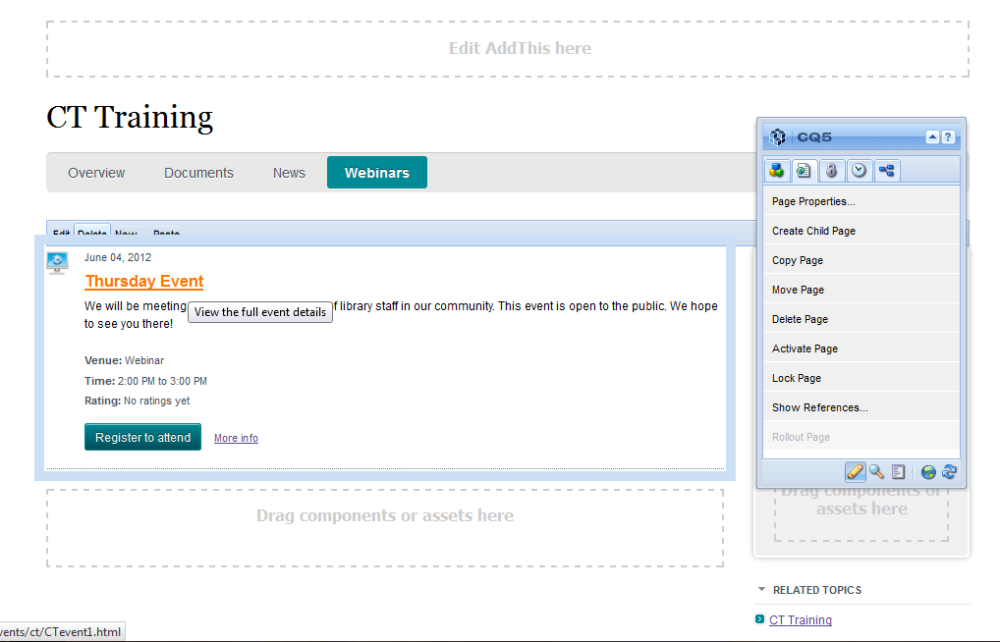 Edit AddThis here
CT Training
Overview Documents News Webinars
Edit Delete New Paste
June 04, 2012
Thursday Event
We will be meeting f library staff in our community. This event is open to the public. We hope
View the full event details
to see you there!
Venue: Webinar
Time: 2:00 PM to 3:00 PM
Rating: No ratings yet
Register to attend More info
Drag components or assets here
CQ5 ?
Page Properties...
Create Child Page
Copy Page
Move Page
Delete Page
Activate Page
Lock Page
Show References...
Rollout Page
Drag components or
assets here
RELATED TOPICS
CT Training
vents/ct/CTevent1.html